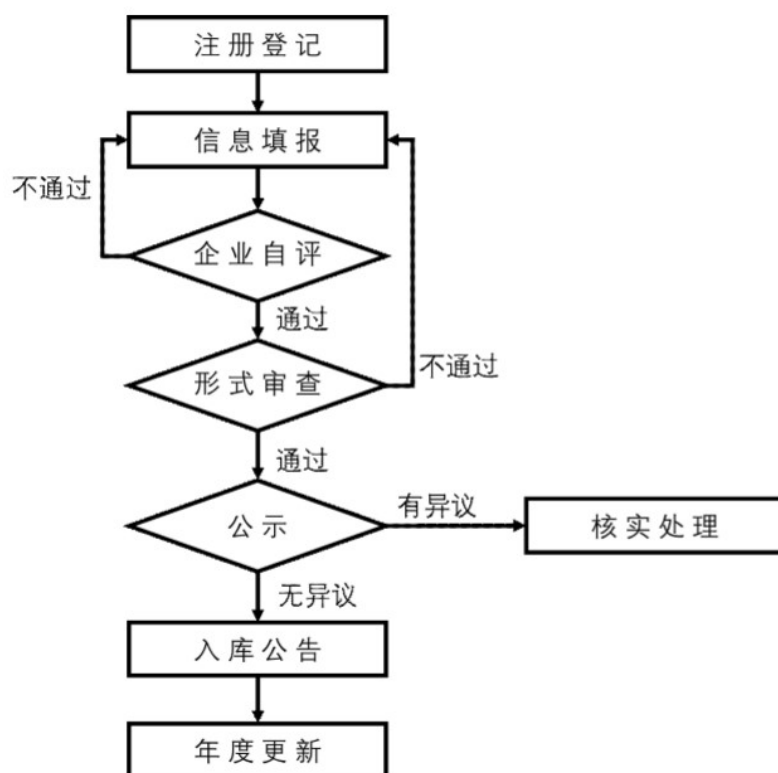 注册登记
信息填报
不通过
企业自评
通过
形式审查
不通过
通过
公示
有异议
核实处理
无异议
入库公告
年度更新